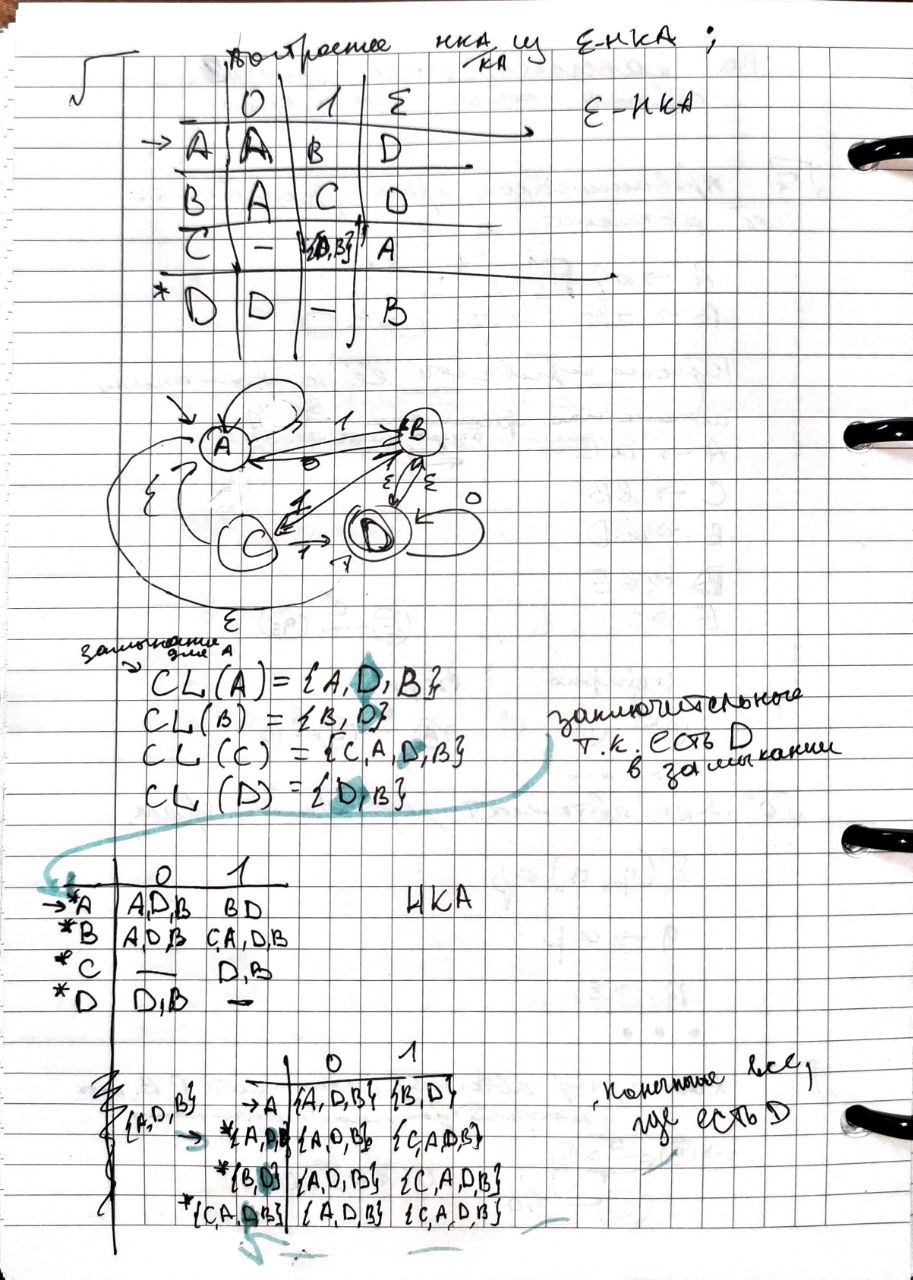 Построение НКА из ε-НКА ;
КА
0 1 ε
ε-НКА
→ A A B D
B A C D
C – {D,B} A
* D D – B
A 1 B
0
ε 1 ε ε 0
C 1 D
ε
замыкание
для A
CL(A) = {A, D, B}
CL(B) = {B, D}
CL(C) = {C, A, D, B}
CL(D) = {D, B}
заключительные
т.к. есть D
в замыкании
0 1
НКА
→ *A A,D,B B D
*B A,D,B C,A,D,B
*C — D,B
*D D,B –
0 1
→A {A, D, B} {B, D}
{A,D,B}
→ *{A,D,B} {A,D,B} {C,A,D,B}
*{B,D} {A,D,B} {C,A,D,B}
*{C,A,D,B} {A,D,B} {C,A,D,B}
конечные все,
где есть D